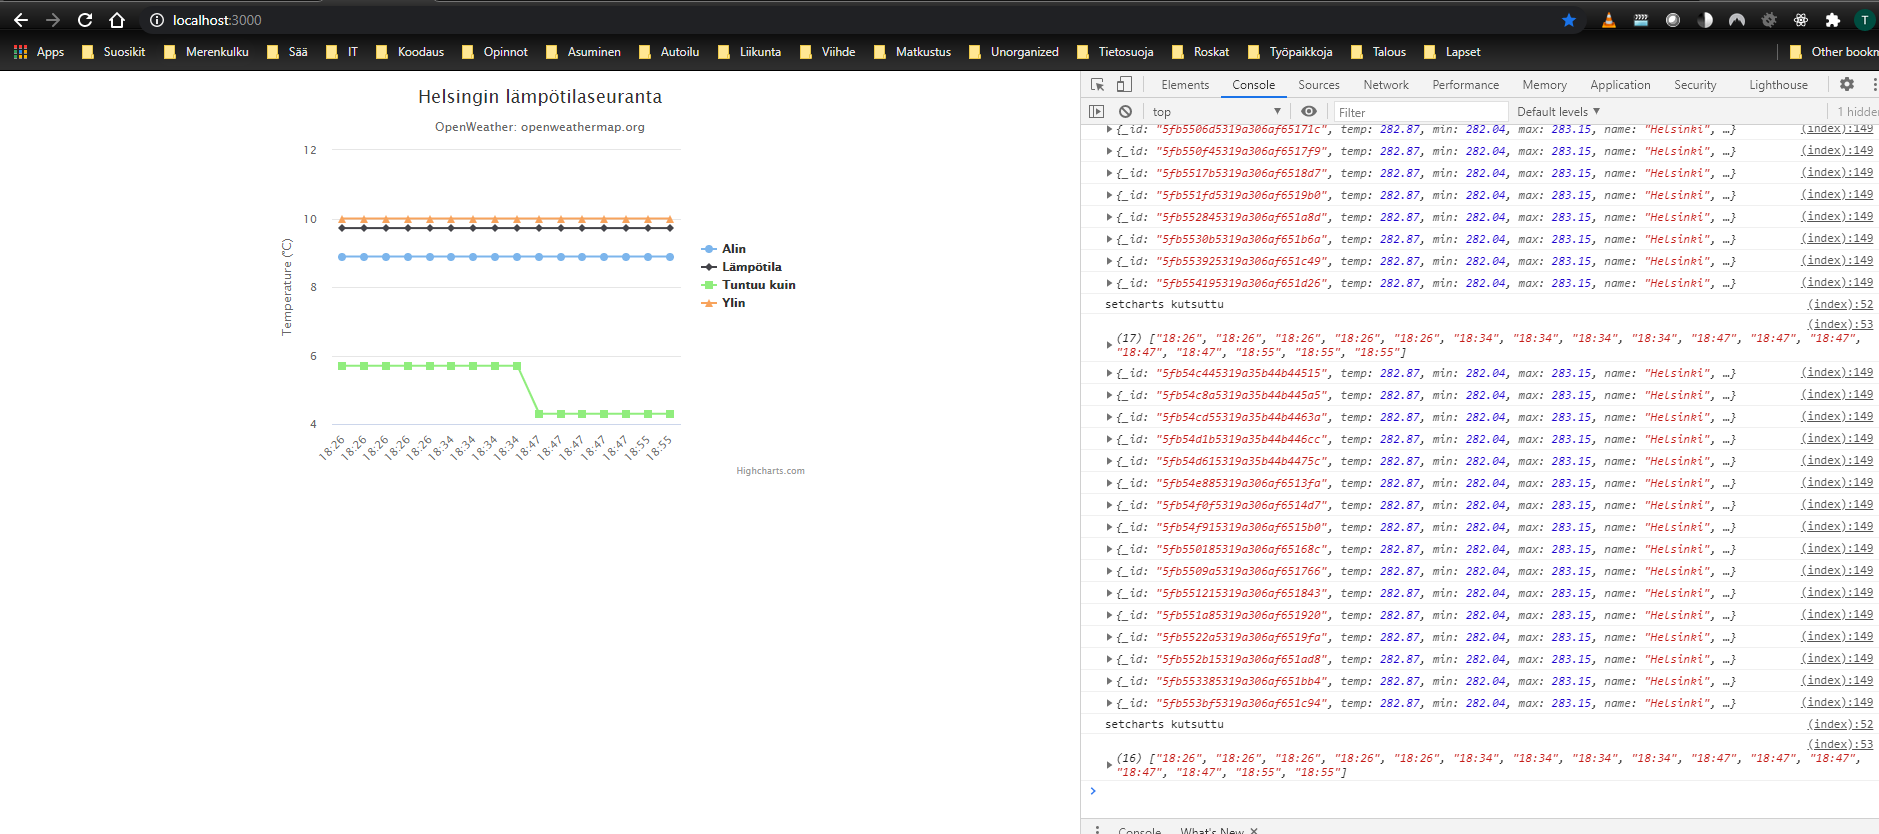 localhost:3000
T
Apps Suosikit Merenkulku Sää IT Koodaus Opinnot Asuminen Autoilu Liikunta Viihde Matkustus Unorganized Tietosuoja Roskat Työpaikkoja Talous Lapset Other bookm
Helsingin lämpötilaseuranta
OpenWeather: openweathermap.org
Temperature (°C)
12
10
8
6
4
18:26 18:26 18:26 18:26 18:26 18:34 18:34 18:34 18:34 18:47 18:47 18:47 18:47 18:47 18:55 18:55
Alin
Lämpötila
Tuntuu kuin
Ylin
Highcharts.com
Elements Console Sources Network Performance Memory Application Security Lighthouse
top Filter Default levels 1 hidden
{_id: "5fb5506d5319a306af65171c", temp: 282.87, min: 282.04, max: 283.15, name: "Helsinki", …} (index):149
{_id: "5fb550f45319a306af6517f9", temp: 282.87, min: 282.04, max: 283.15, name: "Helsinki", …} (index):149
{_id: "5fb5517b5319a306af6518d7", temp: 282.87, min: 282.04, max: 283.15, name: "Helsinki", …} (index):149
{_id: "5fb551fd5319a306af6519b0", temp: 282.87, min: 282.04, max: 283.15, name: "Helsinki", …} (index):149
{_id: "5fb552845319a306af651a8d", temp: 282.87, min: 282.04, max: 283.15, name: "Helsinki", …} (index):149
{_id: "5fb5530b5319a306af651b6a", temp: 282.87, min: 282.04, max: 283.15, name: "Helsinki", …} (index):149
{_id: "5fb553925319a306af651c49", temp: 282.87, min: 282.04, max: 283.15, name: "Helsinki", …} (index):149
{_id: "5fb554195319a306af651d26", temp: 282.87, min: 282.04, max: 283.15, name: "Helsinki", …} (index):149
setcharts kutsuttu (index):52
(index):53
(17) ["18:26", "18:26", "18:26", "18:26", "18:26", "18:34", "18:34", "18:34", "18:34", "18:47", "18:47", "18:47",
"18:47", "18:47", "18:55", "18:55", "18:55"]
{_id: "5fb54c445319a35b44b44515", temp: 282.87, min: 282.04, max: 283.15, name: "Helsinki", …} (index):149
{_id: "5fb54c8a5319a35b44b445a5", temp: 282.87, min: 282.04, max: 283.15, name: "Helsinki", …} (index):149
{_id: "5fb54cd55319a35b44b4463a", temp: 282.87, min: 282.04, max: 283.15, name: "Helsinki", …} (index):149
{_id: "5fb54d1b5319a35b44b446cc", temp: 282.87, min: 282.04, max: 283.15, name: "Helsinki", …} (index):149
{_id: "5fb54d615319a35b44b4475c", temp: 282.87, min: 282.04, max: 283.15, name: "Helsinki", …} (index):149
{_id: "5fb54e885319a306af6513fa", temp: 282.87, min: 282.04, max: 283.15, name: "Helsinki", …} (index):149
{_id: "5fb54f0f5319a306af6514d7", temp: 282.87, min: 282.04, max: 283.15, name: "Helsinki", …} (index):149
{_id: "5fb54f915319a306af6515b0", temp: 282.87, min: 282.04, max: 283.15, name: "Helsinki", …} (index):149
{_id: "5fb550185319a306af65168c", temp: 282.87, min: 282.04, max: 283.15, name: "Helsinki", …} (index):149
{_id: "5fb5509a5319a306af651766", temp: 282.87, min: 282.04, max: 283.15, name: "Helsinki", …} (index):149
{_id: "5fb551215319a306af651843", temp: 282.87, min: 282.04, max: 283.15, name: "Helsinki", …} (index):149
{_id: "5fb551a85319a306af651920", temp: 282.87, min: 282.04, max: 283.15, name: "Helsinki", …} (index):149
{_id: "5fb5522a5319a306af6519fa", temp: 282.87, min: 282.04, max: 283.15, name: "Helsinki", …} (index):149
{_id: "5fb552b15319a306af651ad8", temp: 282.87, min: 282.04, max: 283.15, name: "Helsinki", …} (index):149
{_id: "5fb553385319a306af651bb4", temp: 282.87, min: 282.04, max: 283.15, name: "Helsinki", …} (index):149
{_id: "5fb553bf5319a306af651c94", temp: 282.87, min: 282.04, max: 283.15, name: "Helsinki", …} (index):149
setcharts kutsuttu (index):52
(index):53
(16) ["18:26", "18:26", "18:26", "18:26", "18:26", "18:34", "18:34", "18:34", "18:34", "18:47", "18:47", "18:47",
"18:47", "18:47", "18:55", "18:55"]
Console What's New